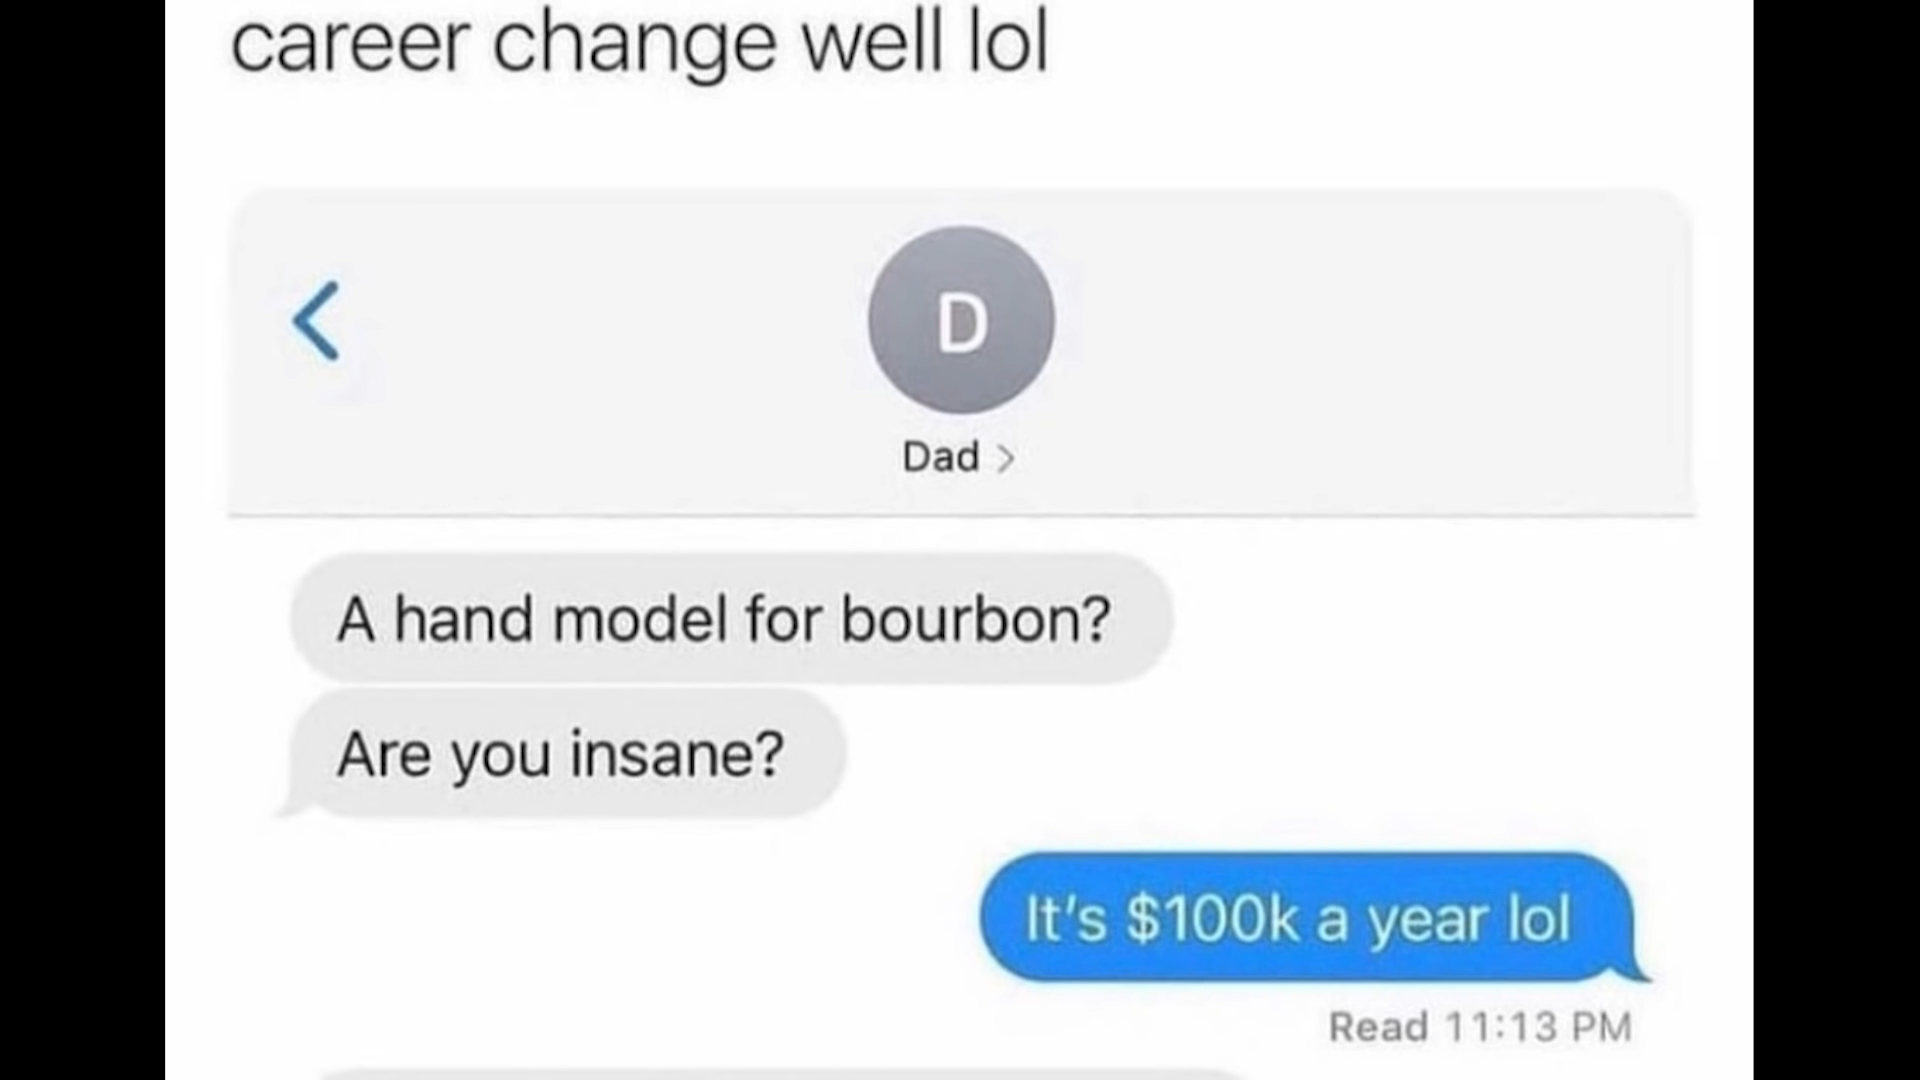 career change well lol
D
Dad >
A hand model for bourbon?
Are you insane?
It's $100k a year lol
Read 11:13 PM